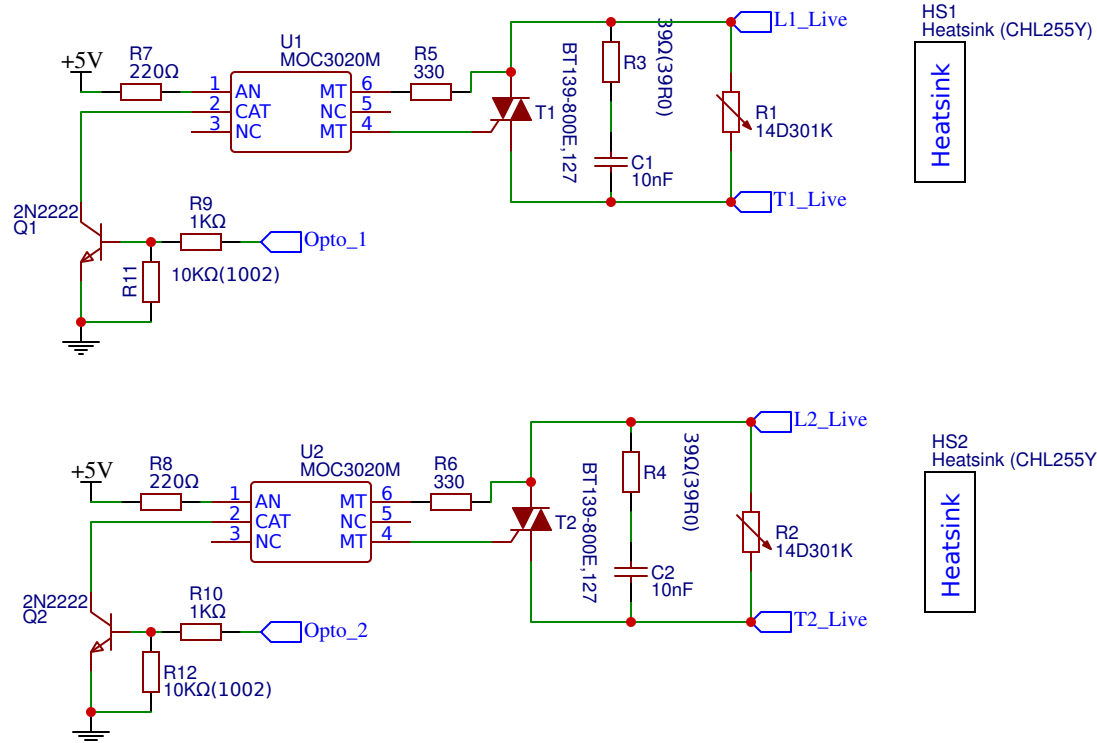 L1_Live
HS1
Heatsink (CHL255Y)
Heatsink
+5V
R7
220Ω
U1
MOC3020M
1
AN
2
CAT
3
NC
MT
6
NC
5
MT
4
R5
330
T1
BT139-800E,127
R3
39Ω(39R0)
C1
10nF
R1
14D301K
T1_Live
2N2222
Q1
R9
1KΩ
Opto_1
R11
10KΩ(1002)
L2_Live
HS2
Heatsink (CHL255Y
Heatsink
+5V
R8
220Ω
U2
MOC3020M
1
AN
2
CAT
3
NC
MT
6
NC
5
MT
4
R6
330
T2
BT139-800E,127
R4
39Ω(39R0)
C2
10nF
R2
14D301K
T2_Live
2N2222
Q2
R10
1KΩ
Opto_2
R12
10KΩ(1002)